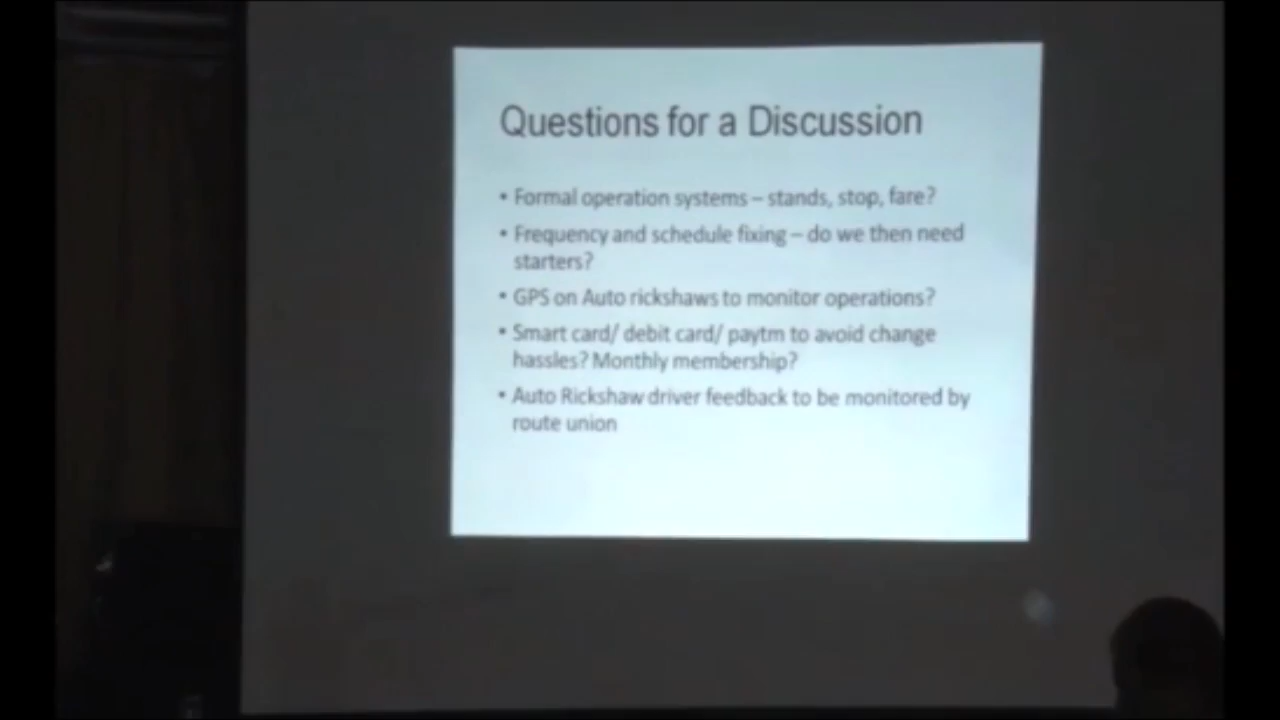 Questions for a Discussion
• Formal operation systems – stands, stop, fare?
• Frequency and schedule fixing – do we then need
starters?
• GPS on Auto rickshaws to monitor operations?
• Smart card/ debit card/ paytm to avoid change
hassles? Monthly membership?
• Auto Rickshaw driver feedback to be monitored by
route union